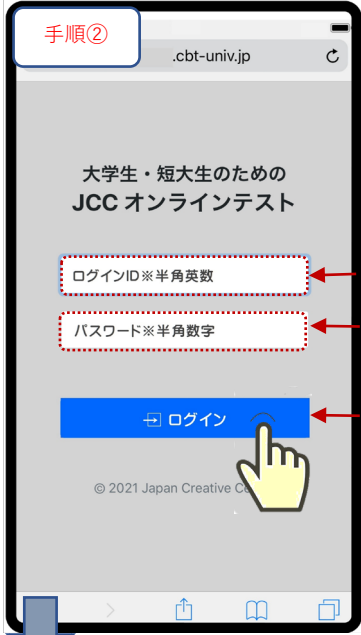 手順②
.cbt-univ.jp
大学生・短大生のための
JCC オンラインテスト
ログインID※半角英数
パスワード※半角数字
ログイン
© 2021 Japan Creative